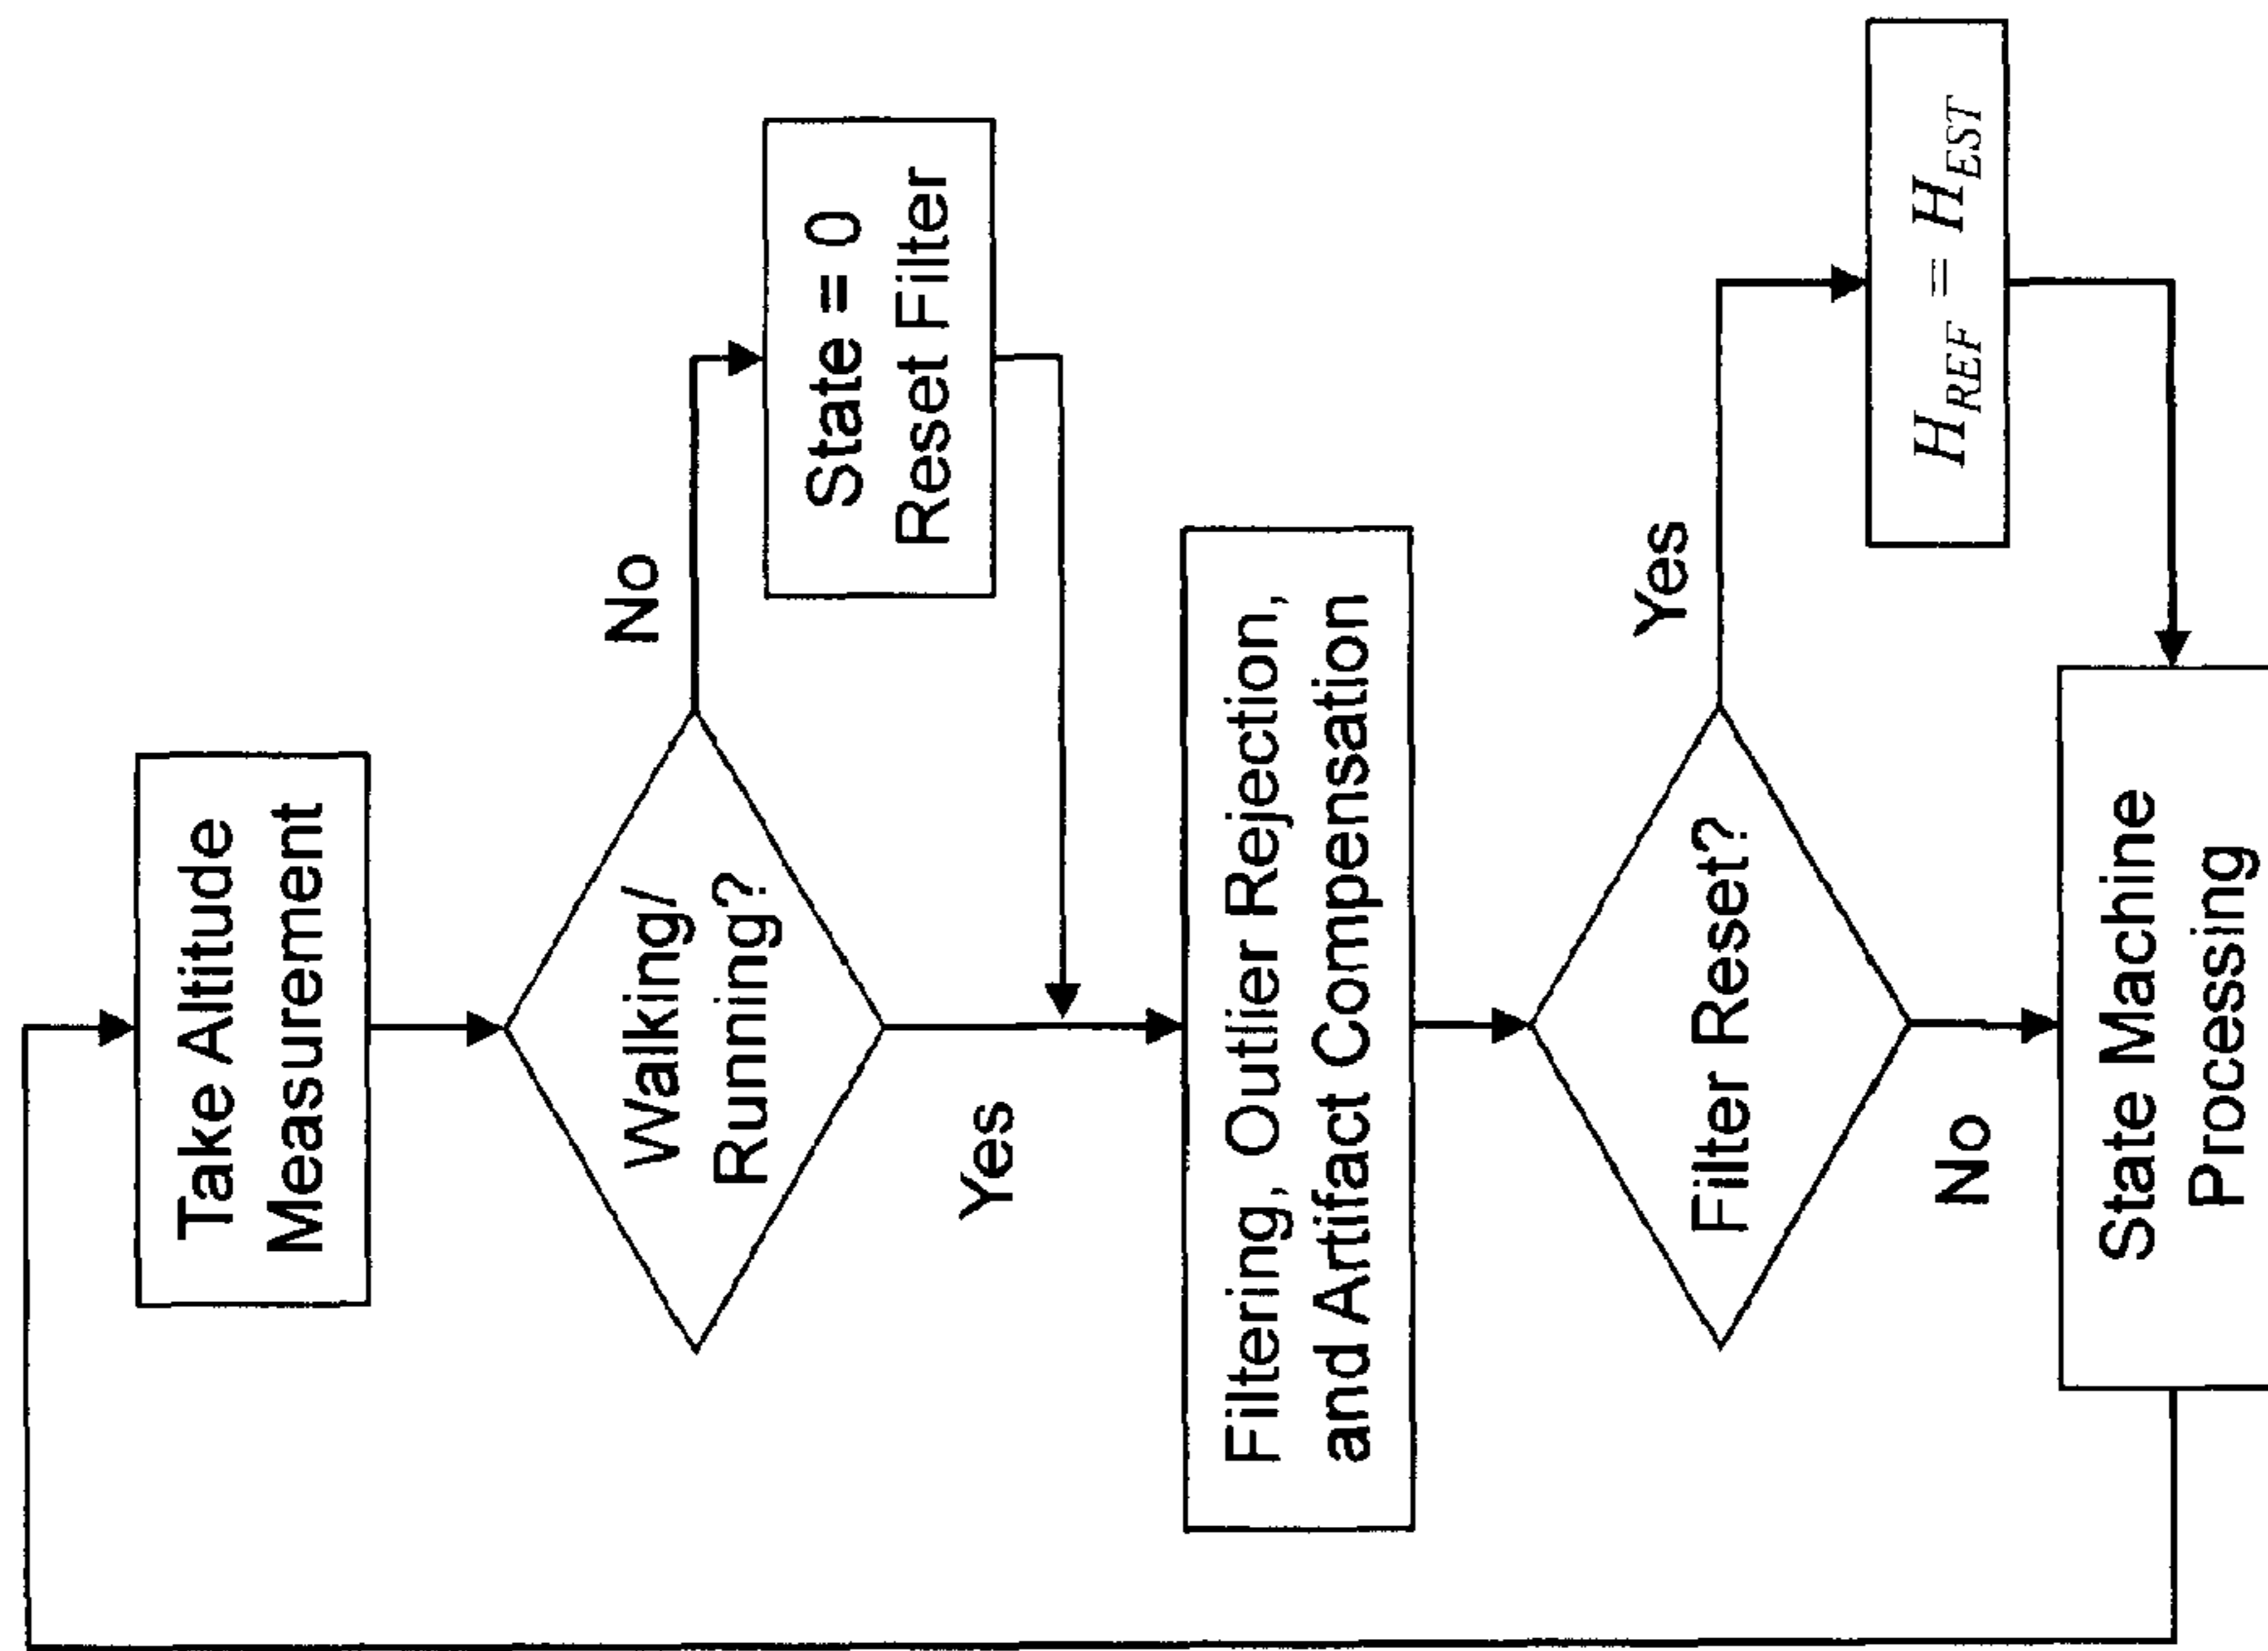 Take Altitude
Measurement
Walking/
Running?
No
State = 0
Reset Filter
Yes
Filtering, Outlier Rejection,
and Artifact Compensation
Filter Reset?
Yes
H_REF = H_EST
No
State Machine
Processing